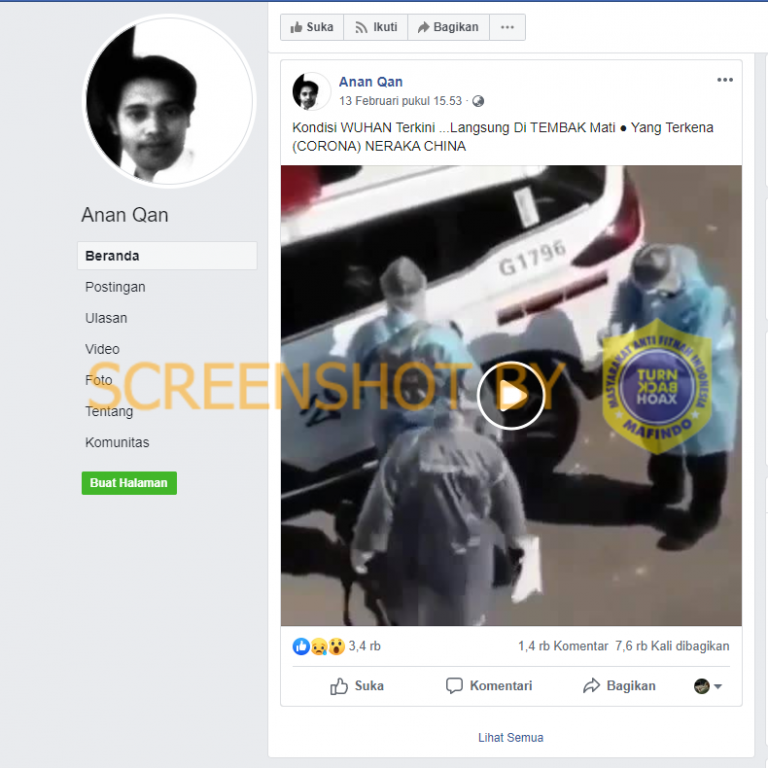 Suka
Ikuti
Bagikan
Anan Qan
13 Februari pukul 15.53 ·
Kondisi WUHAN Terkini ...Langsung Di TEMBAK Mati ● Yang Terkena
(CORONA) NERAKA CHINA
Anan Qan
Beranda
Postingan
Ulasan
Video
Foto
Tentang
Komunitas
Buat Halaman
G1796
SCREENSHOT BY
MASYARAKAT ANTI FITNAH INDONESIA
TURN
BACK
HOAX
MAFINDO
3,4 rb
1,4 rb Komentar 7,6 rb Kali dibagikan
Suka
Komentari
Bagikan
Lihat Semua